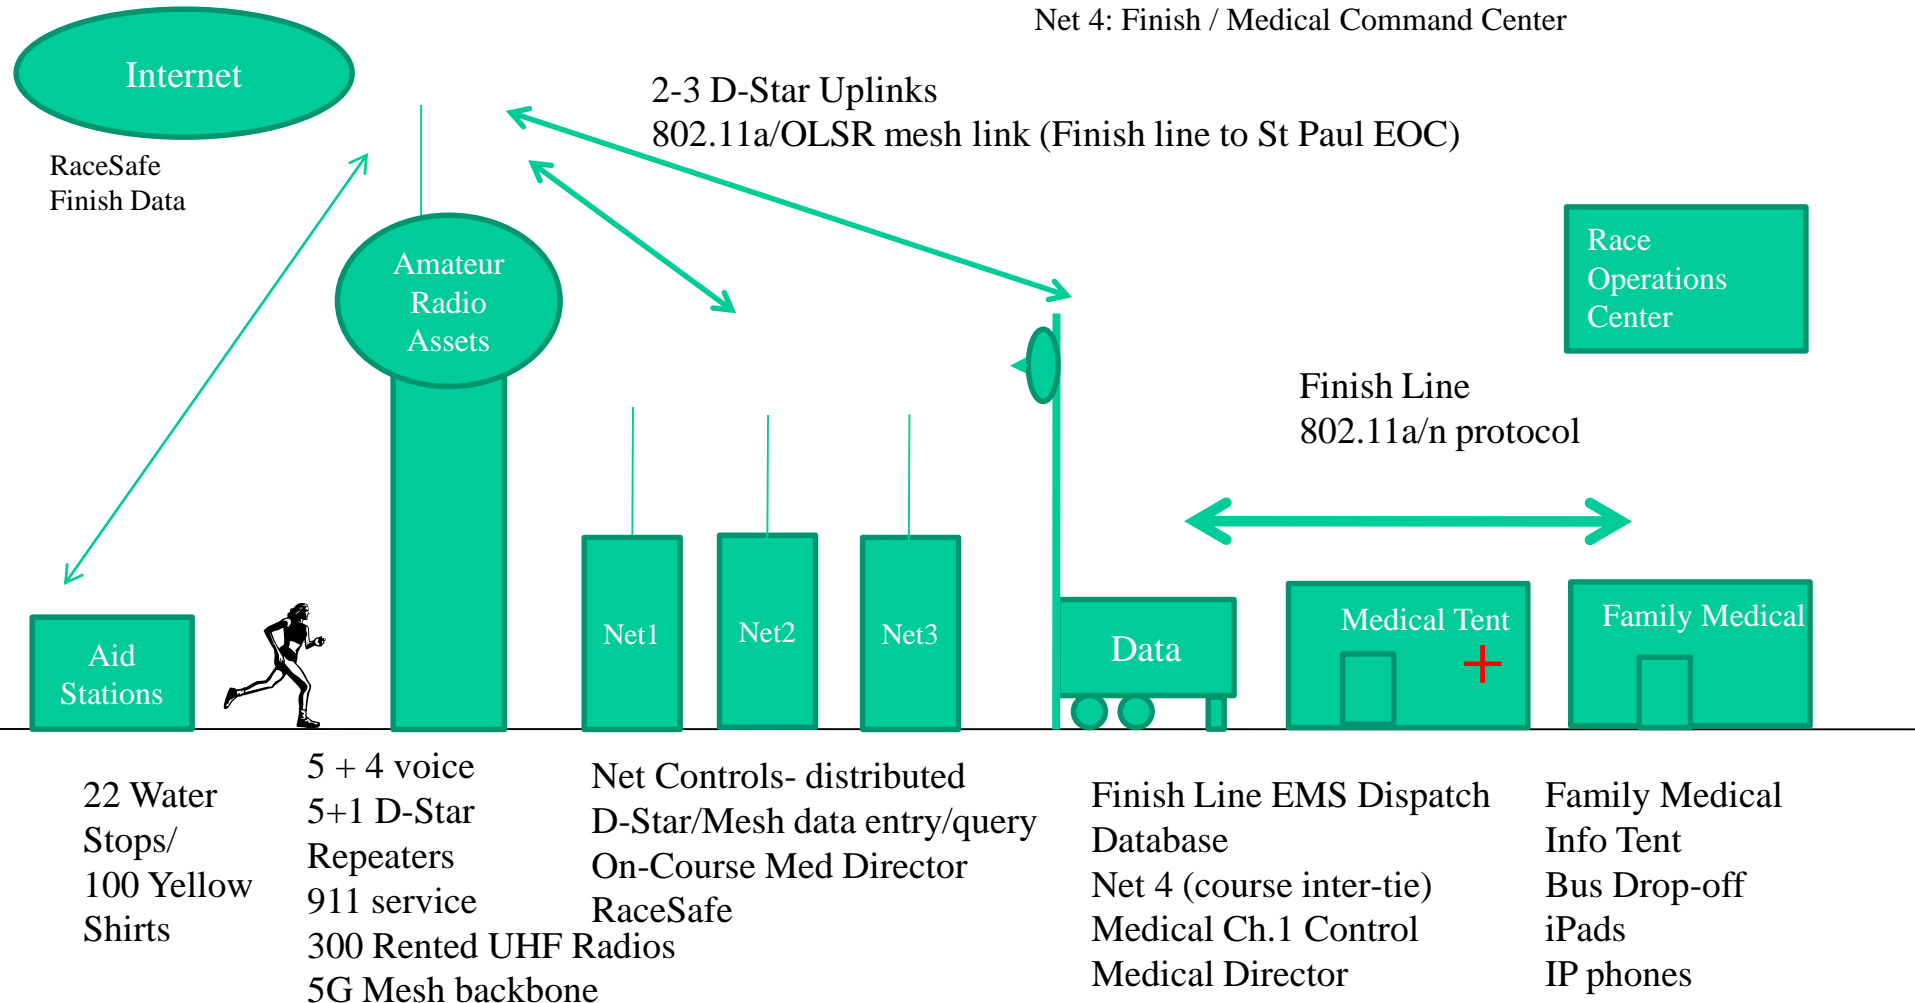 Net 4: Finish / Medical Command Center
Internet
2-3 D-Star Uplinks
802.11a/OLSR mesh link (Finish line to St Paul EOC)
RaceSafe
Finish Data
Amateur
Radio
Assets
Race
Operations
Center
Finish Line
802.11a/n protocol
Aid
Stations
Net1
Net2
Net3
Data
Medical Tent
Family Medical
22 Water
Stops/
100 Yellow
Shirts
5 + 4 voice
5+1 D-Star
Repeaters
911 service
300 Rented UHF Radios
5G Mesh backbone
Net Controls- distributed
D-Star/Mesh data entry/query
On-Course Med Director
RaceSafe
Finish Line EMS Dispatch
Database
Net 4 (course inter-tie)
Medical Ch.1 Control
Medical Director
Family Medical
Info Tent
Bus Drop-off
iPads
IP phones